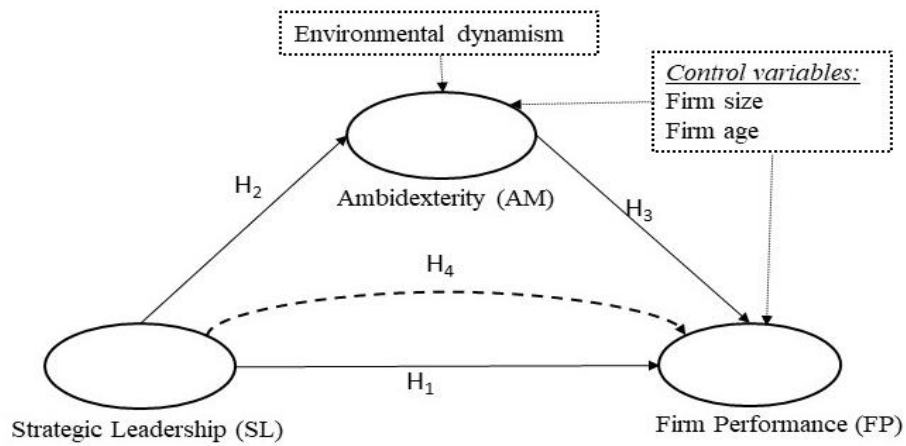 Environmental dynamism
Control variables:
Firm size
Firm age
Ambidexterity (AM)
H2
H3
H4
H1
Strategic Leadership (SL)
Firm Performance (FP)